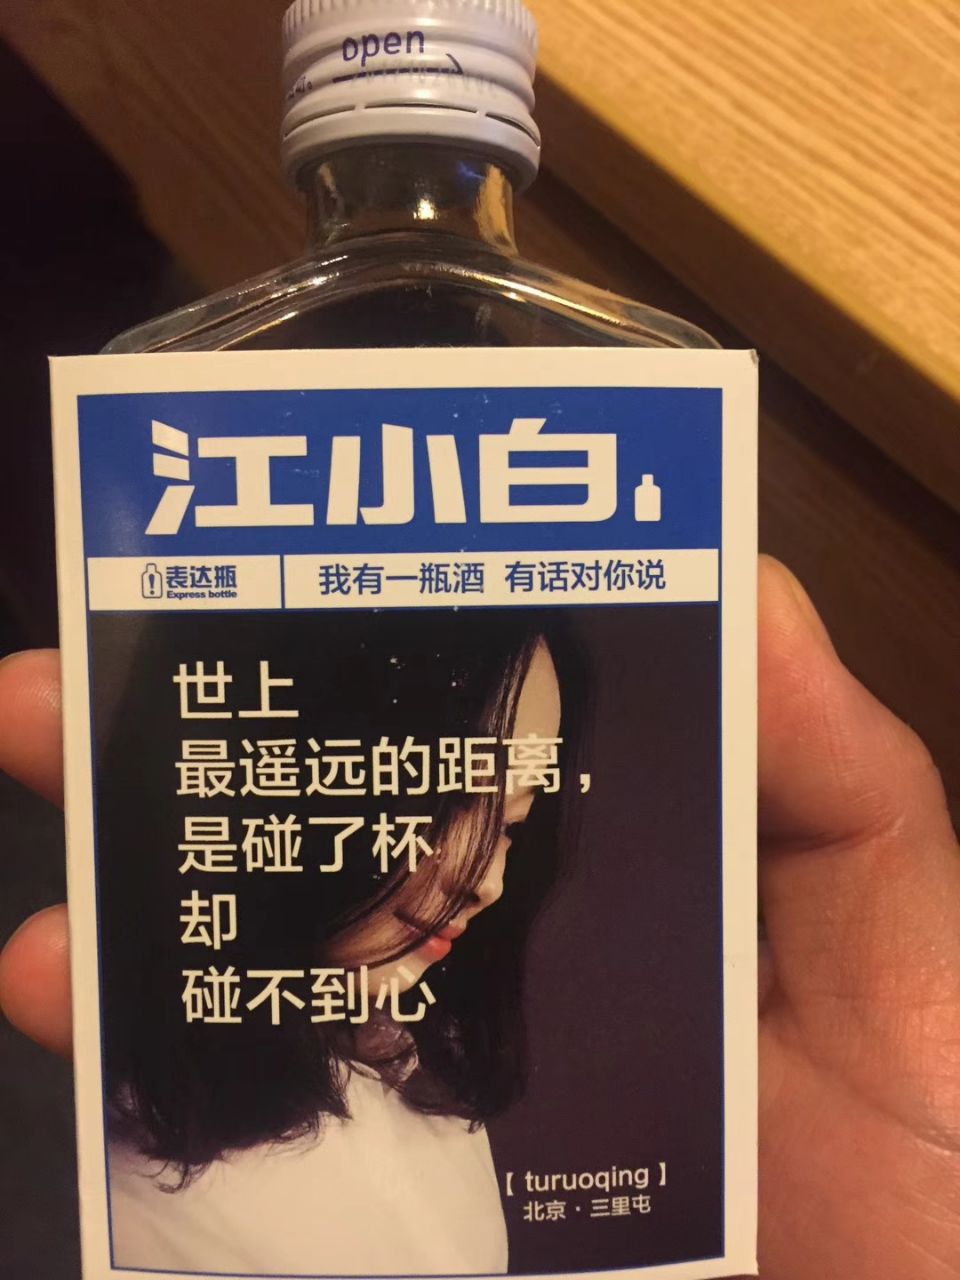 open
江小白
表达瓶
Express bottle
我有一瓶酒 有话对你说
世上
最遥远的距离，
是碰了杯
却
碰不到心
【 turuoqing 】
北京·三里屯